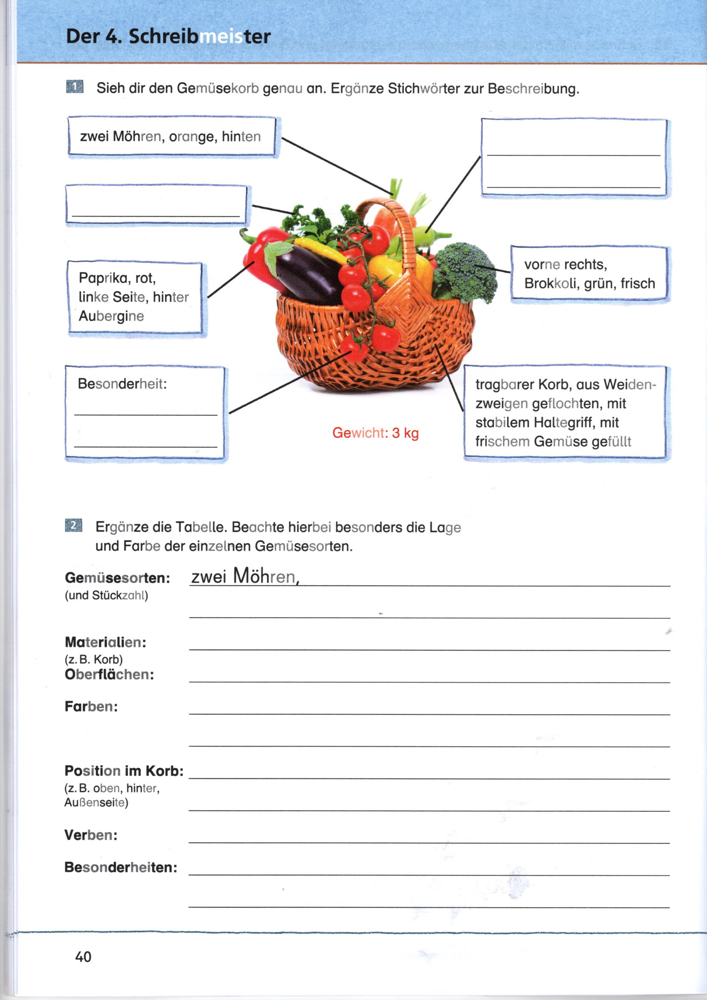 Der 4. Schreibmeister
1 Sieh dir den Gemüsekorb genau an. Ergänze Stichwörter zur Beschreibung.
zwei Möhren, orange, hinten
Paprika, rot,
linke Seite, hinter
Aubergine
vorne rechts,
Brokkoli, grün, frisch
Besonderheit:
tragbarer Korb, aus Weiden-
zweigen geflochten, mit
stabilem Haltegriff, mit
frischem Gemüse gefüllt
Gewicht: 3 kg
2 Ergänze die Tabelle. Beachte hierbei besonders die Lage
und Farbe der einzelnen Gemüsesorten.
Gemüsesorten: zwei Möhren,
(und Stückzahl)
Materialien:
(z. B. Korb)
Oberflächen:
Farben:
Position im Korb:
(z. B. oben, hinter,
Außenseite)
Verben:
Besonderheiten:
40